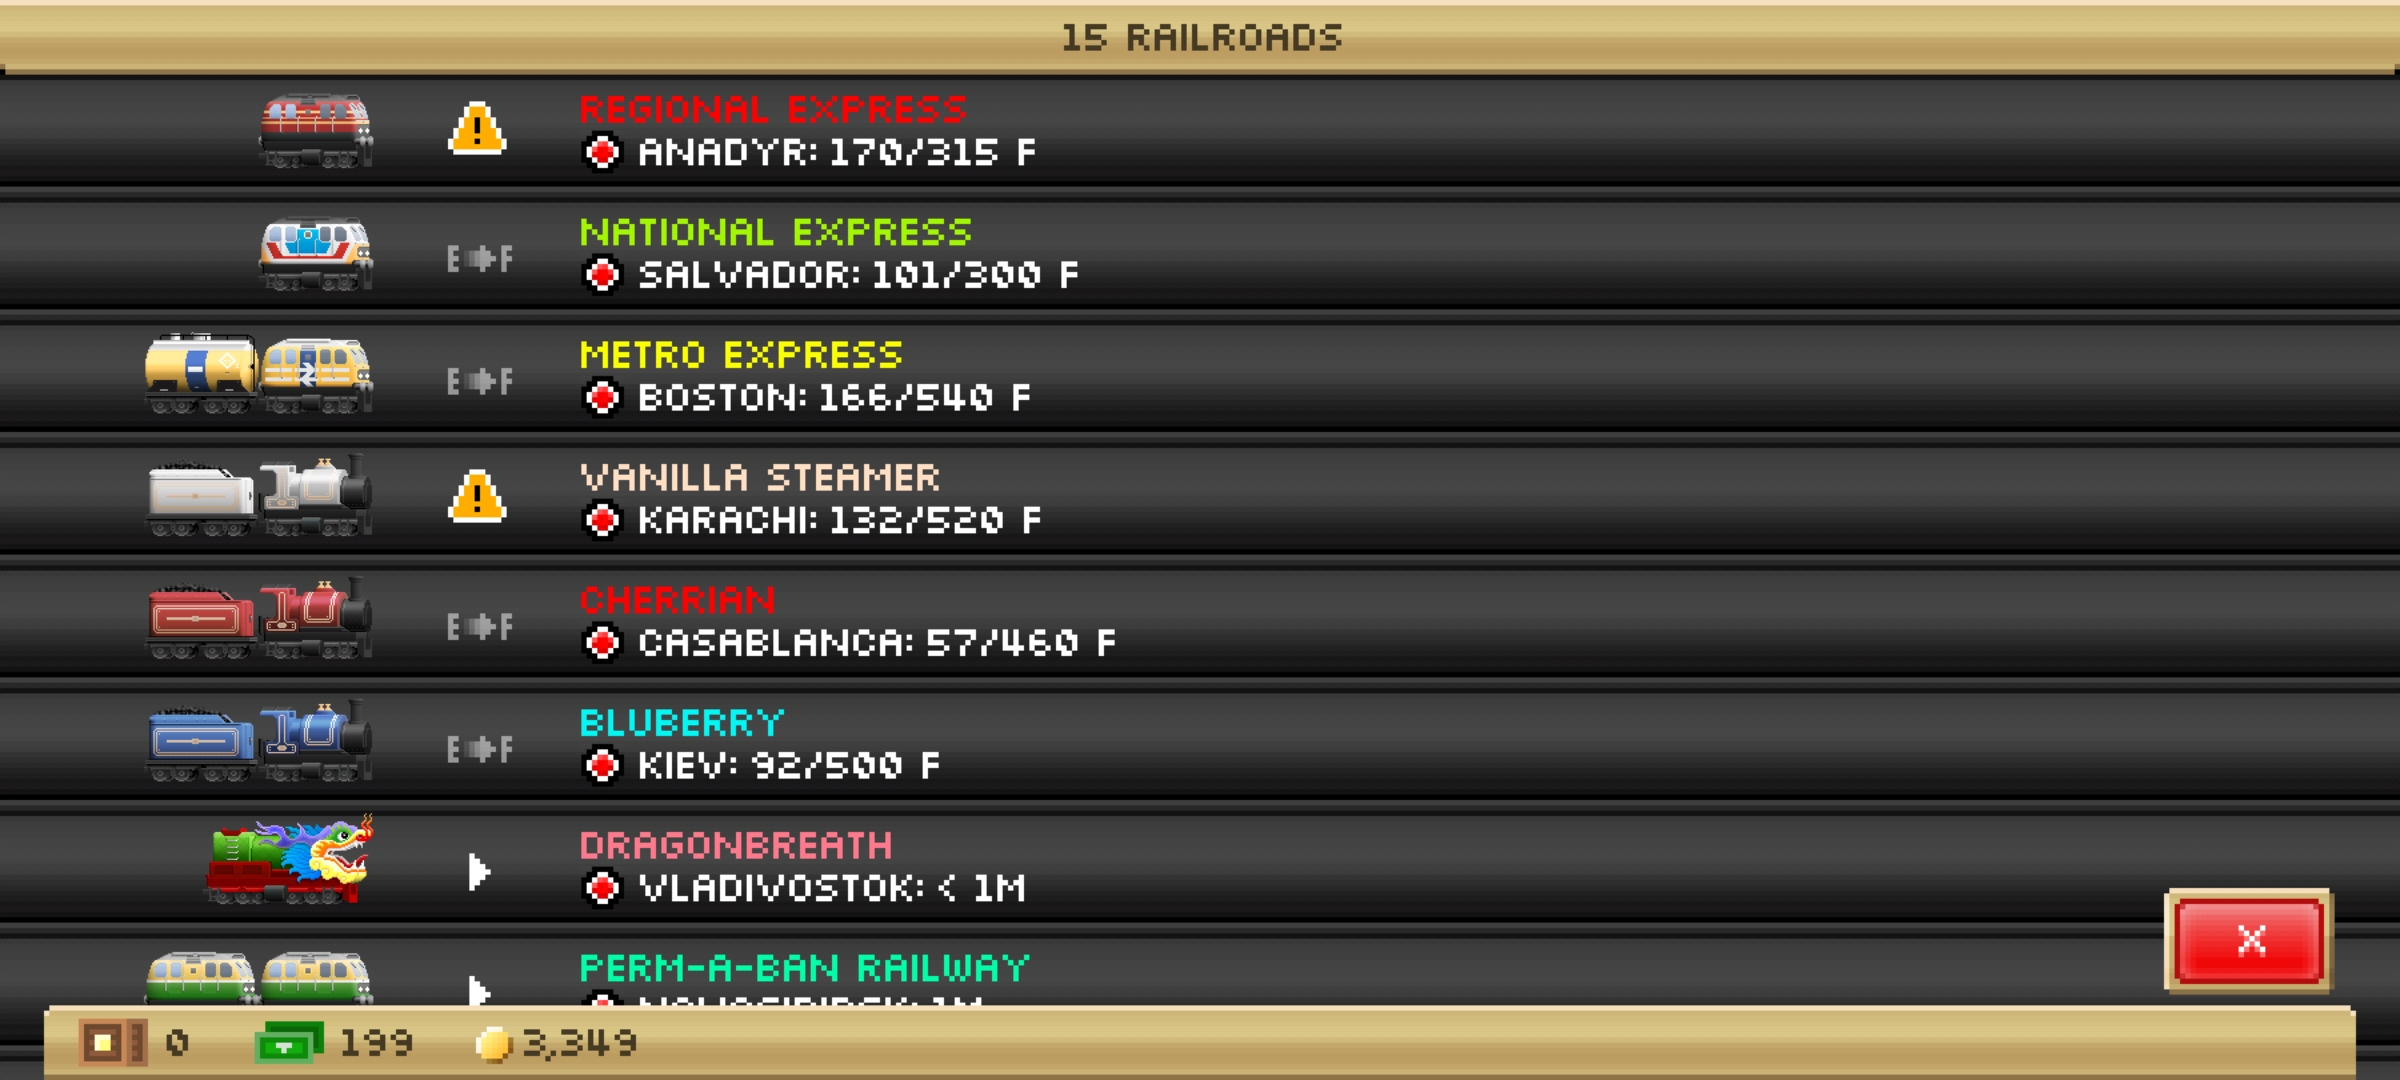 15 RAILROADS
REGIONAL EXPRESS
ANADYR: 170/315 F
E F
NATIONAL EXPRESS
SALVADOR: 101/300 F
E F
METRO EXPRESS
BOSTON: 166/540 F
VANILLA STEAMER
KARACHI: 132/520 F
E F
CHERRIAN
CASABLANCA: 57/460 F
E F
BLUBERRY
KIEV: 92/500 F
DRAGONBREATH
VLADIVOSTOK: < 1M
X
PERM-A-BAN RAILWAY
0 199 3,349